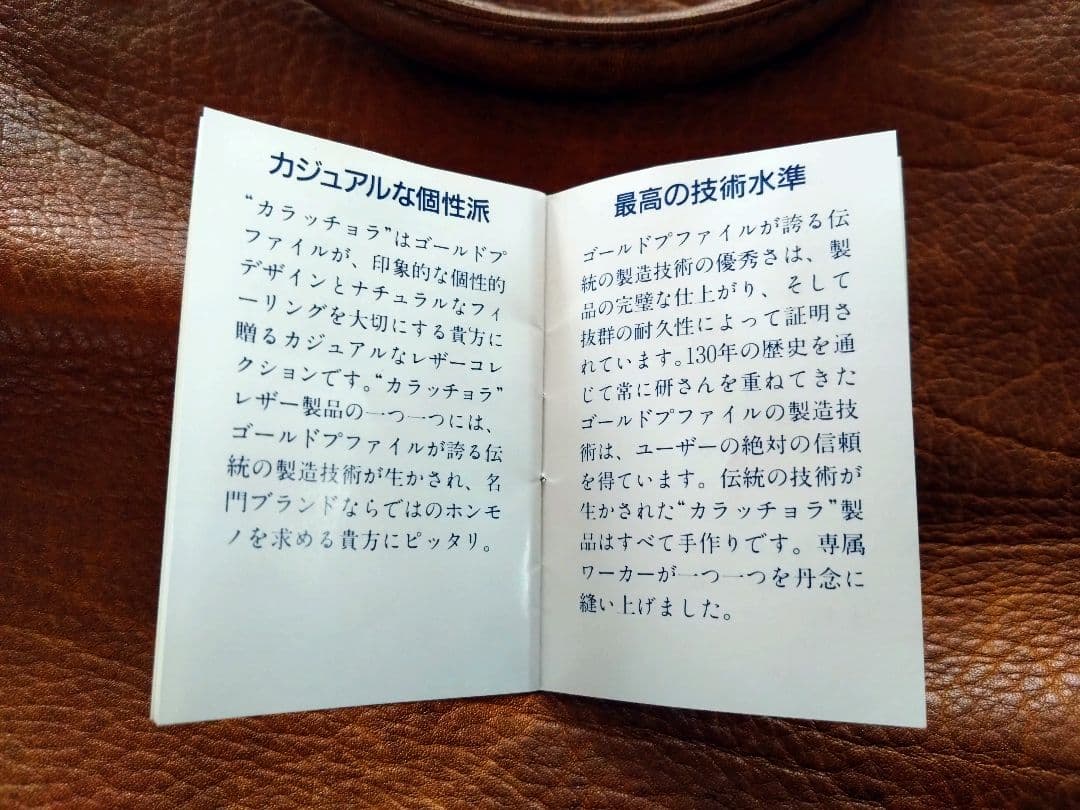 カジュアルな個性派
“カラッチョラ”はゴールドプ
ファイルが、印象的な個性的
デザインとナチュラルなフィ
ーリングを大切にする貴方に
贈るカジュアルなレザーコレ
クションです。“カラッチョラ”
レザー製品の一つ一つには、
ゴールドプファイルが誇る伝
統の製造技術が生かされ、名
門ブランドならではのホンモ
ノを求める貴方にピッタリ。
最高の技術水準
ゴールドプファイルが誇る伝
統の製造技術の優秀さは、製
品の完璧な仕上がり、そして
抜群の耐久性によって証明さ
れています。130年の歴史を通
じて常に研さんを重ねてきた
ゴールドプファイルの製造技
術は、ユーザーの絶対の信頼
を得ています。伝統の技術が
生かされた“カラッチョラ”製
品はすべて手作りです。専属
ワーカーが一つ一つを丹念に
縫い上げました。